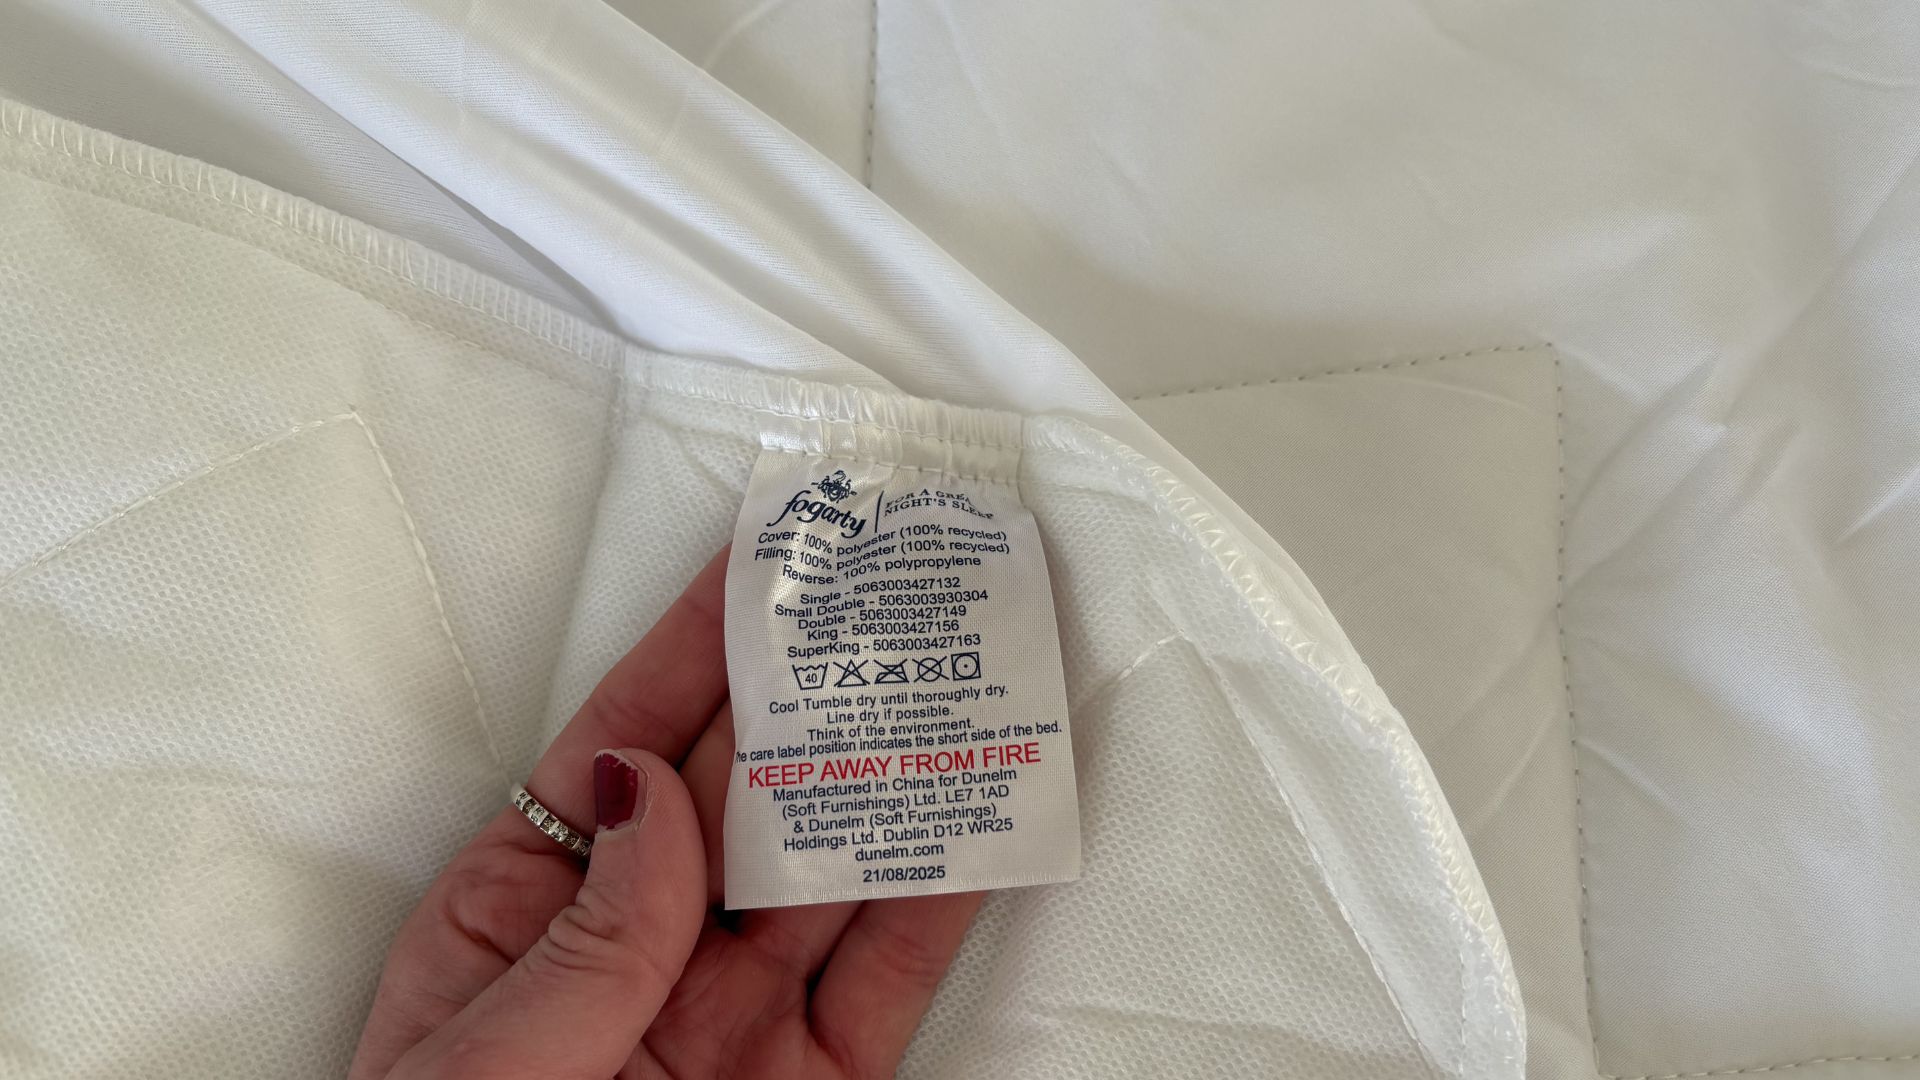 fogarty
FOR A GREAT
NIGHT'S SLEEP
Cover: 100% polyester (100% recycled)
Filling: 100% polyester (100% recycled)
Reverse: 100% polypropylene
Single - 5063003427132
Small Double - 5063003930304
Double - 5063003427149
King - 5063003427156
SuperKing - 5063003427163
40
Cool Tumble dry until thoroughly dry.
Line dry if possible.
Think of the environment.
he care label position indicates the short side of the bed.
KEEP AWAY FROM FIRE
Manufactured in China for Dunelm
(Soft Furnishings) Ltd. LE7 1AD
& Dunelm (Soft Furnishings)
Holdings Ltd. Dublin D12 WR25
dunelm.com
21/08/2025